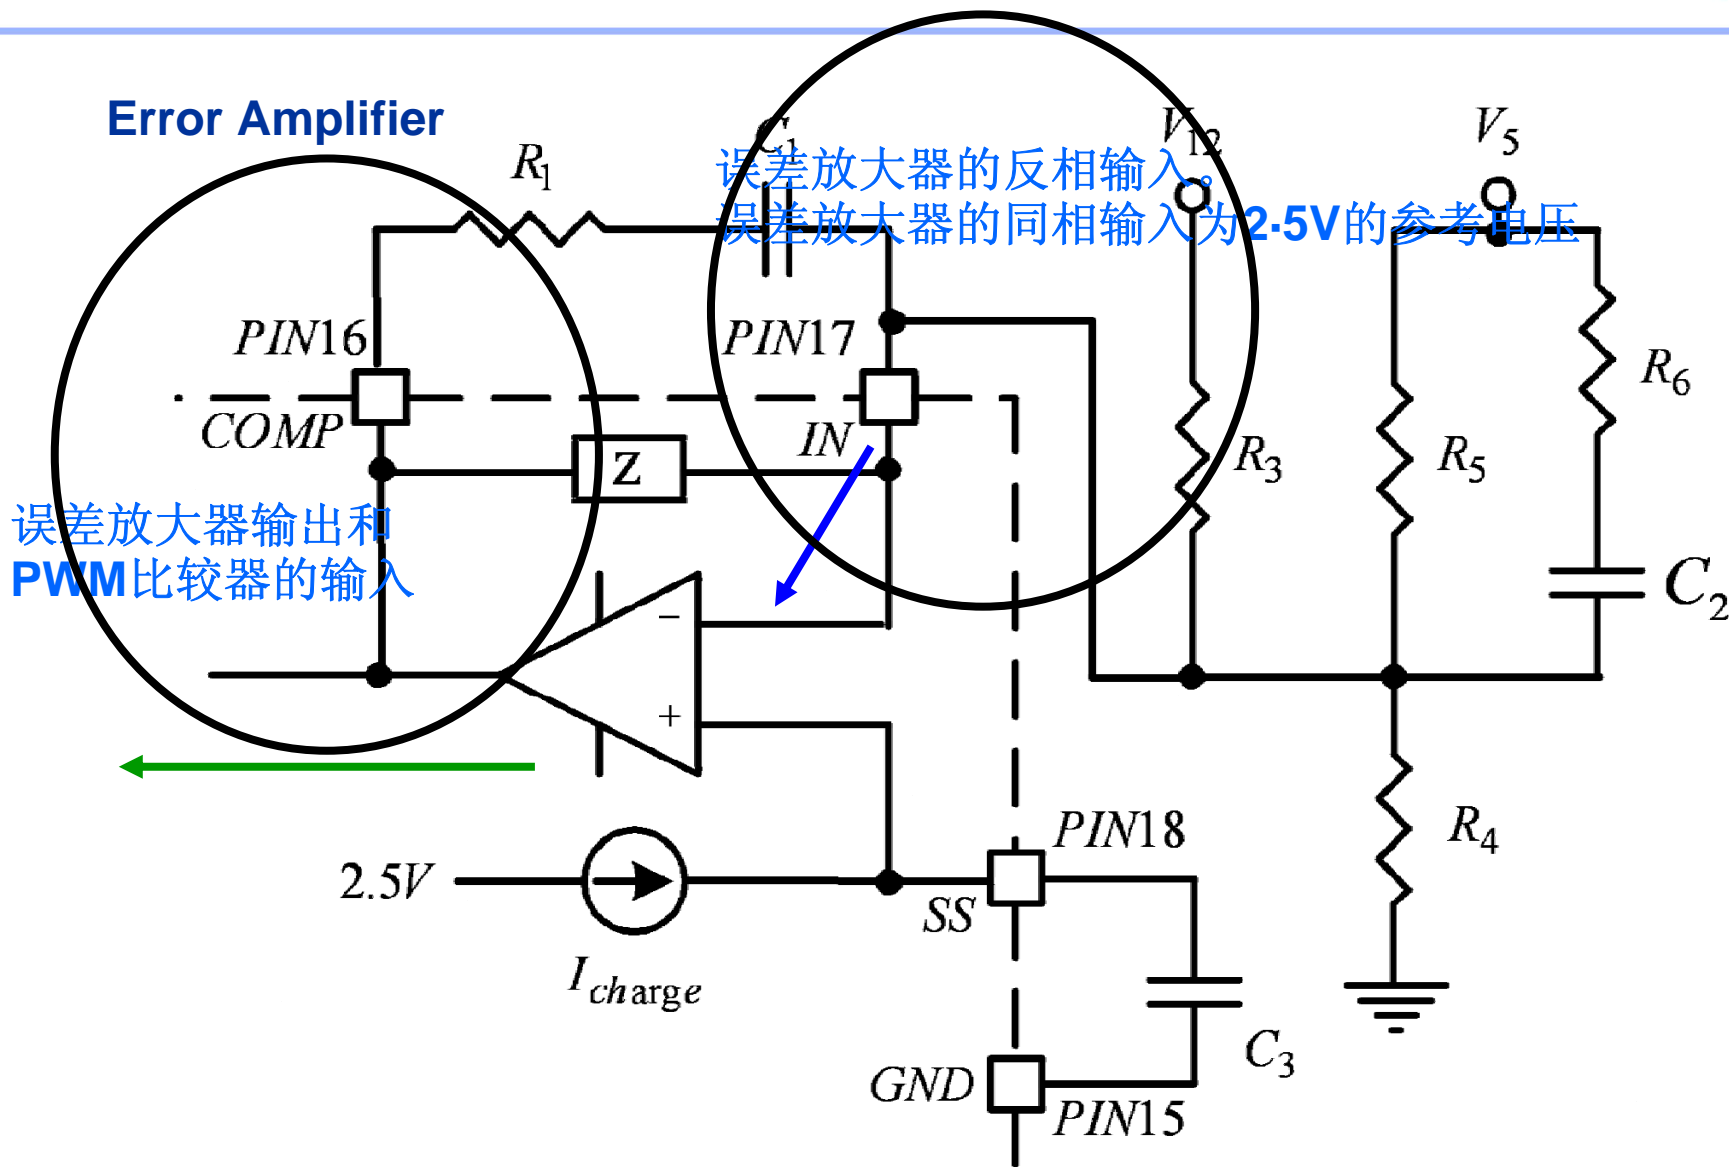 Error Amplifier
R1
C1
误差放大器的反相输入。
误差放大器的同相输入为2.5V的参考电压
V12
V5
PIN16
COMP
PIN17
IN
Z
R3
R5
R6
C2
误差放大器输出和
PWM比较器的输入
−
+
R4
2.5V
Icharge
PIN18
SS
C3
GND
PIN15